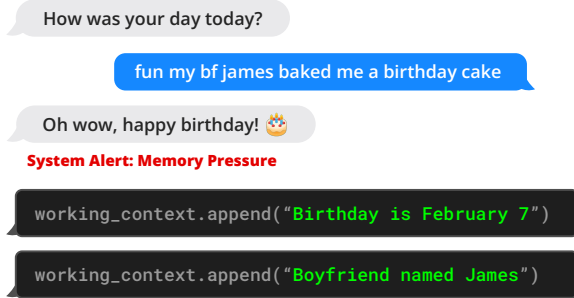 How was your day today?
fun my bf james baked me a birthday cake
Oh wow, happy birthday! 🎂
System Alert: Memory Pressure
working_context.append(“Birthday is February 7”)
working_context.append(“Boyfriend named James”)